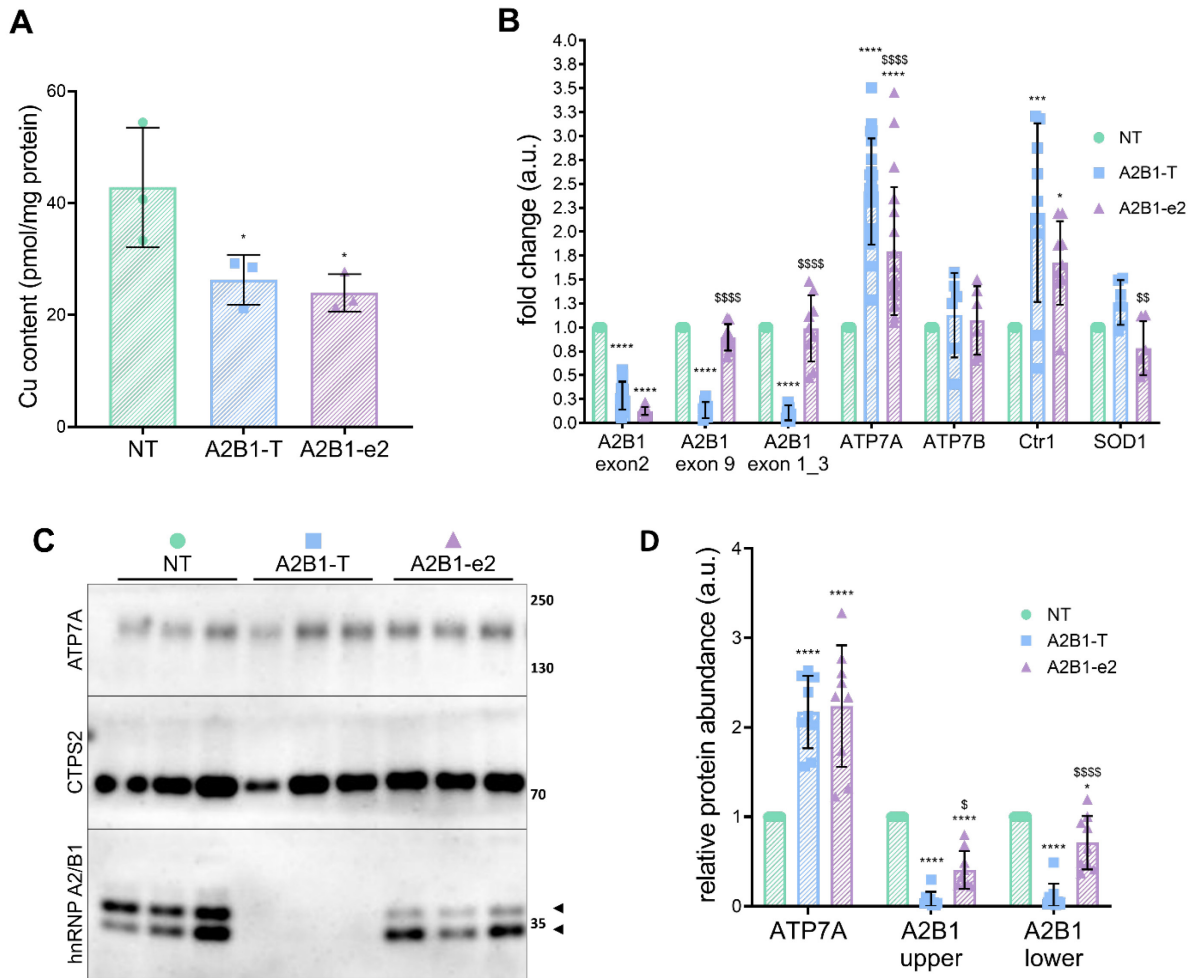 A
Cu content (pmol/mg protein)
60
40
20
0
*
*
NT
A2B1-T
A2B1-e2
B
fold change (a.u.)
4.0
3.8
3.5
3.3
3.0
2.8
2.5
2.3
2.0
1.8
1.5
1.3
1.0
0.8
0.5
0.3
0.0
****
****
****
$$$$
****
$$$$
****
$$$$
****
***
*
$$
NT
A2B1-T
A2B1-e2
A2B1 exon2
A2B1 exon 9
A2B1 exon 1_3
ATP7A
ATP7B
Ctr1
SOD1
C
NT
A2B1-T
A2B1-e2
ATP7A
250
130
CTPS2
70
hnRNP A2/B1
35
D
relative protein abundance (a.u.)
4
3
2
1
0
****
****
****
$
****
****
$$$$
*
NT
A2B1-T
A2B1-e2
ATP7A
A2B1 upper
A2B1 lower